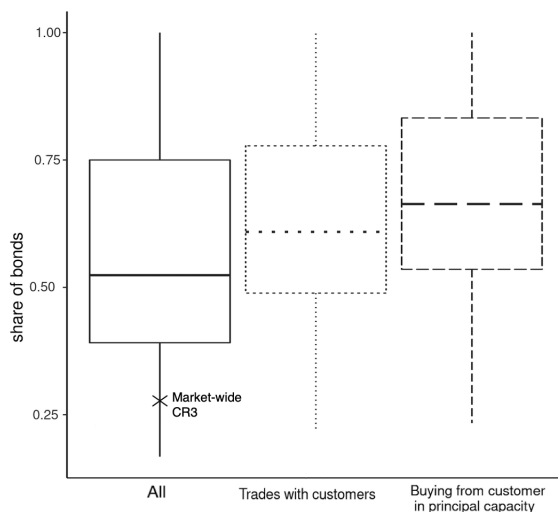 share of bonds
1.00
0.75
0.50
0.25
Market-wide
CR3
All
Trades with customers
Buying from customer
in principal capacity